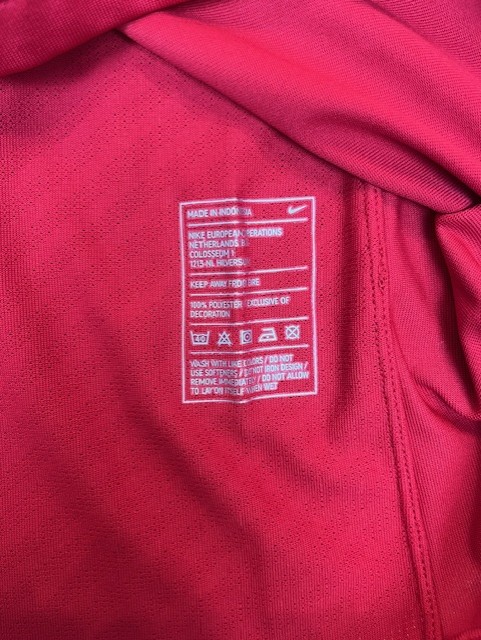 MADE IN INDONESIA
NIKE EUROPEAN OPERATIONS
NETHERLANDS B
COLOSSEUM 1
1213-NL HILVERSUM
KEEP AWAY FROM FIRE
100% POLYESTER EXCLUSIVE OF
DECORATION
WASH WITH LIKE COLORS / DO NOT
USE SOFTENERS / DO NOT IRON DESIGN /
REMOVE IMMEDIATELY / DO NOT ALLOW
TO LAY ON ITSELF WHEN WET